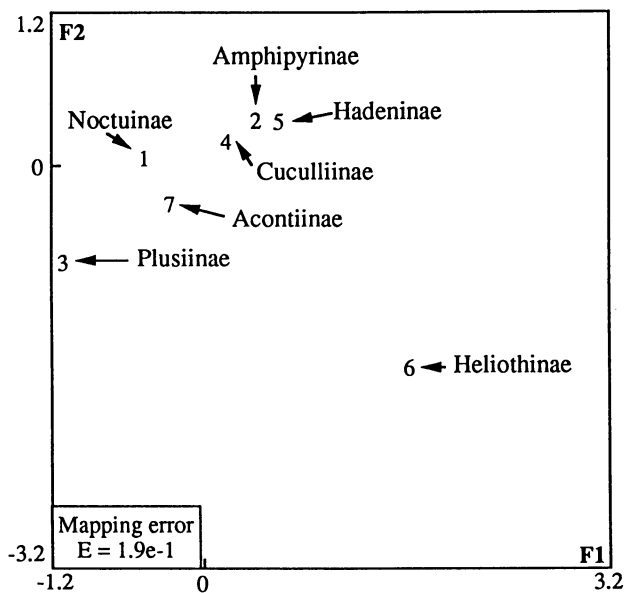 1.2
F2
Amphipyrinae
Noctuinae
2 5
Hadeninae
4
1
0
Cuculliinae
7
Acontiinae
3
Plusiinae
6
Heliothinae
Mapping error
E = 1.9e-1
-3.2
F1
-1.2
0
3.2